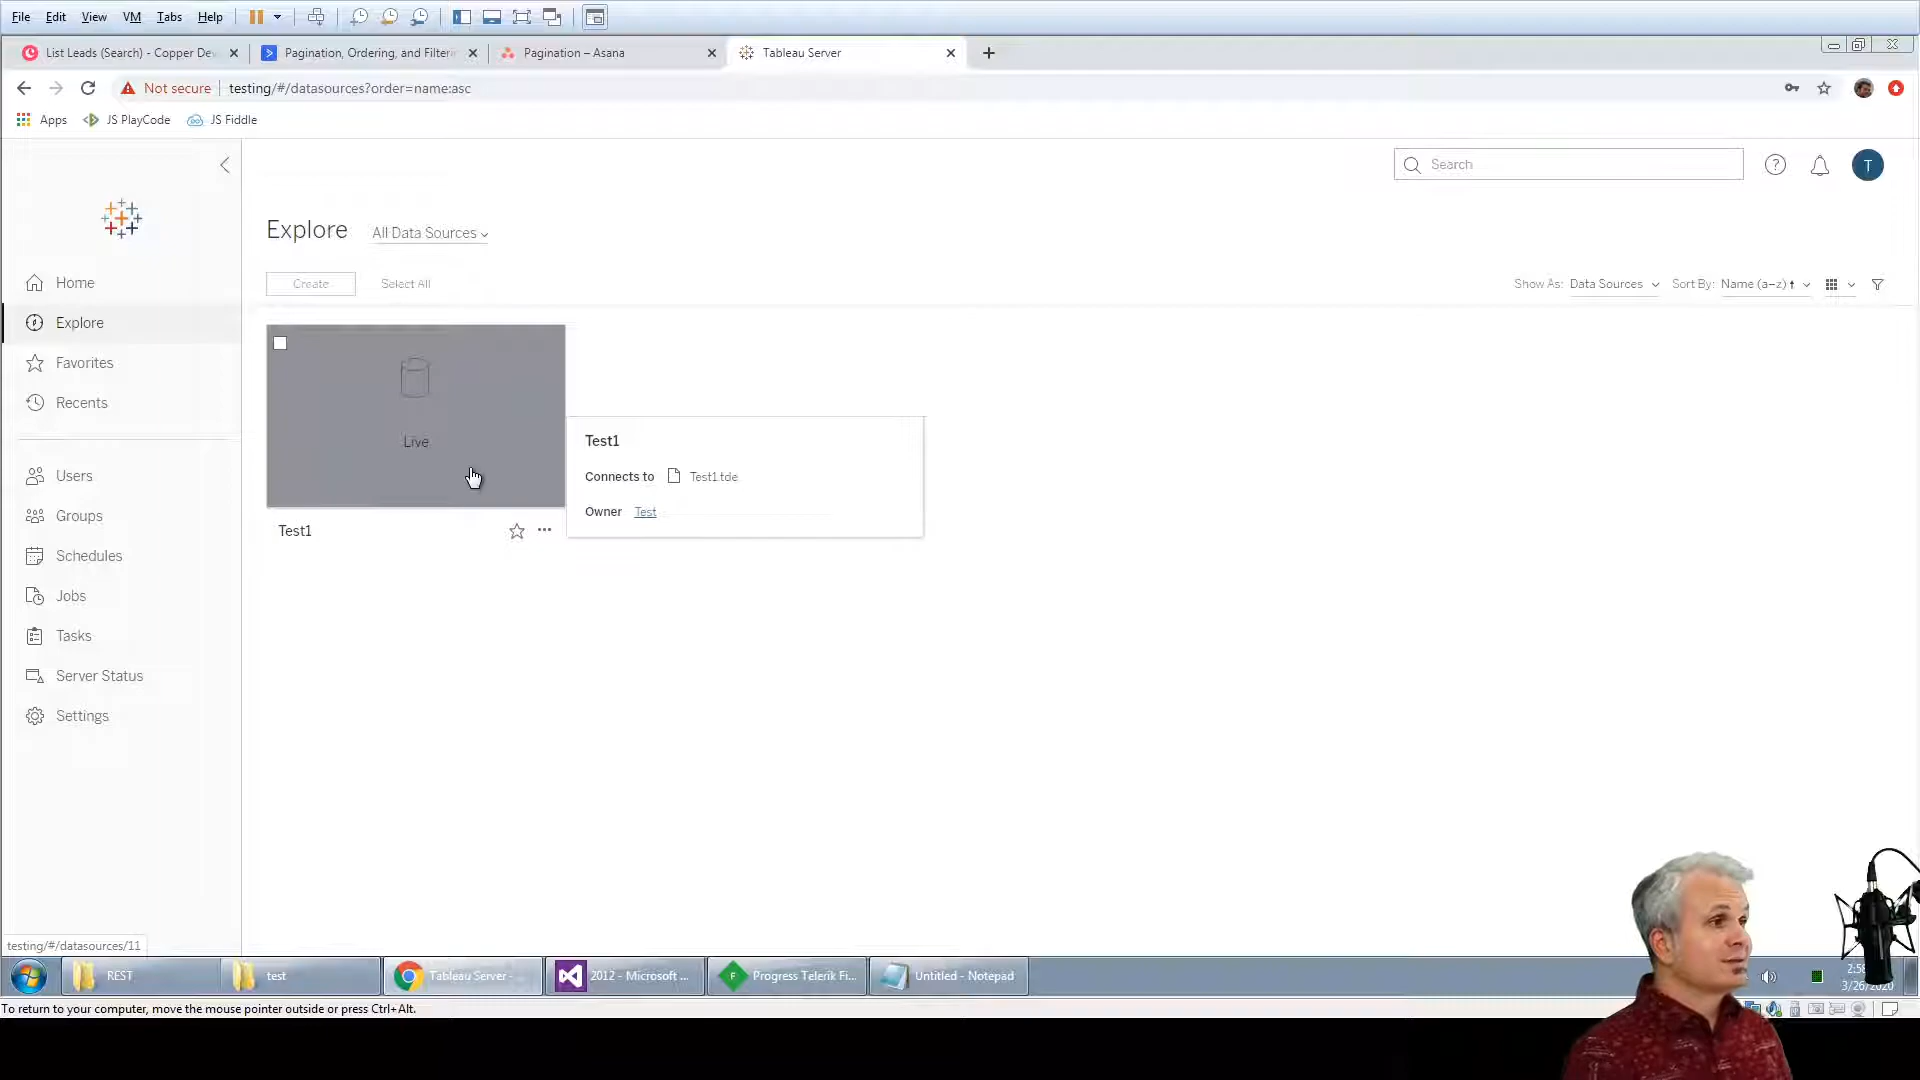 File Edit View VM Tabs Help
List Leads (Search) - Copper De
Pagination, Ordering, and Filteri
Pagination – Asana
Tableau Server
Not secure testing/#/datasources?order=name:asc
Apps JS PlayCode JS Fiddle
Search
T
Explore All Data Sources
Create Select All
Show As: Data Sources Sort By: Name (a–z)
Home
Explore
Favorites
Recents
Users
Groups
Schedules
Jobs
Tasks
Server Status
Settings
Live
Test1
Test1
Connects to Test1.tde
Owner Test
testing/#/datasources/11
REST
test
Tableau Server -
2012 - Microsoft ...
Progress Telerik Fi...
Untitled - Notepad
3/26/2020
To return to your computer, move the mouse pointer outside or press Ctrl+Alt.